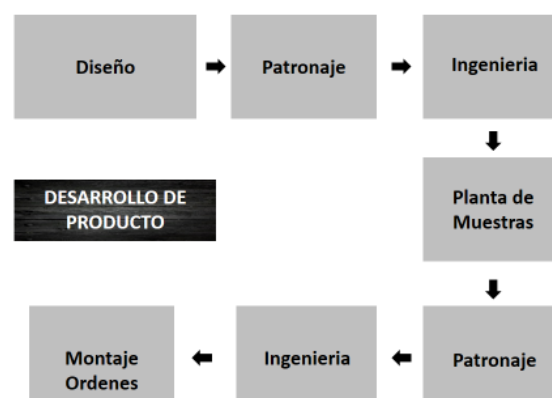 Diseño
Patronaje
Ingenieria
DESARROLLO DE
PRODUCTO
Planta de
Muestras
Patronaje
Ingenieria
Montaje
Ordenes